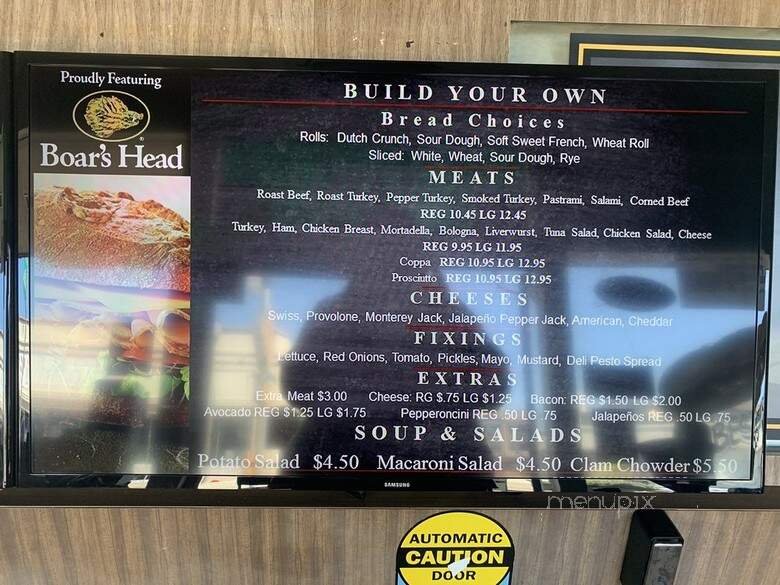 Proudly Featuring
Boar's Head
BUILD YOUR OWN
Bread Choices
Rolls: Dutch Crunch, Sour Dough, Soft Sweet French, Wheat Roll
Sliced: White, Wheat, Sour Dough, Rye
MEATS
Roast Beef, Roast Turkey, Pepper Turkey, Smoked Turkey, Pastrami, Salami, Corned Beef
REG 10.45 LG 12.45
Turkey, Ham, Chicken Breast, Mortadella, Bologna, Liverwurst, Tuna Salad, Chicken Salad, Cheese
REG 9.95 LG 11.95
Coppa REG 10.95 LG 12.95
Prosciutto REG 10.95 LG 12.95
CHEESES
Swiss, Provolone, Monterey Jack, Jalapeño Pepper Jack, American, Cheddar
FIXINGS
Lettuce, Red Onions, Tomato, Pickles, Mayo, Mustard, Deli Pesto Spread
EXTRAS
Extra Meat $3.00 Cheese: RG $.75 LG $1.25 Bacon: REG $1.50 LG $2.00
Avocado REG $1.25 LG $1.75 Pepperoncini REG .50 LG .75 Jalapeños REG .50 LG .75
SOUP & SALADS
Potato Salad $4.50 Macaroni Salad $4.50 Clam Chowder $5.50
SAMSUNG
menupix
AUTOMATIC
CAUTION
DOOR